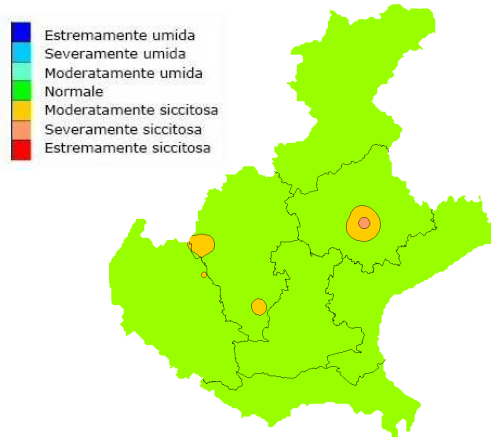 Estremamente umida
Severamente umida
Moderatamente umida
Normale
Moderatamente siccitosa
Severamente siccitosa
Estremamente siccitosa